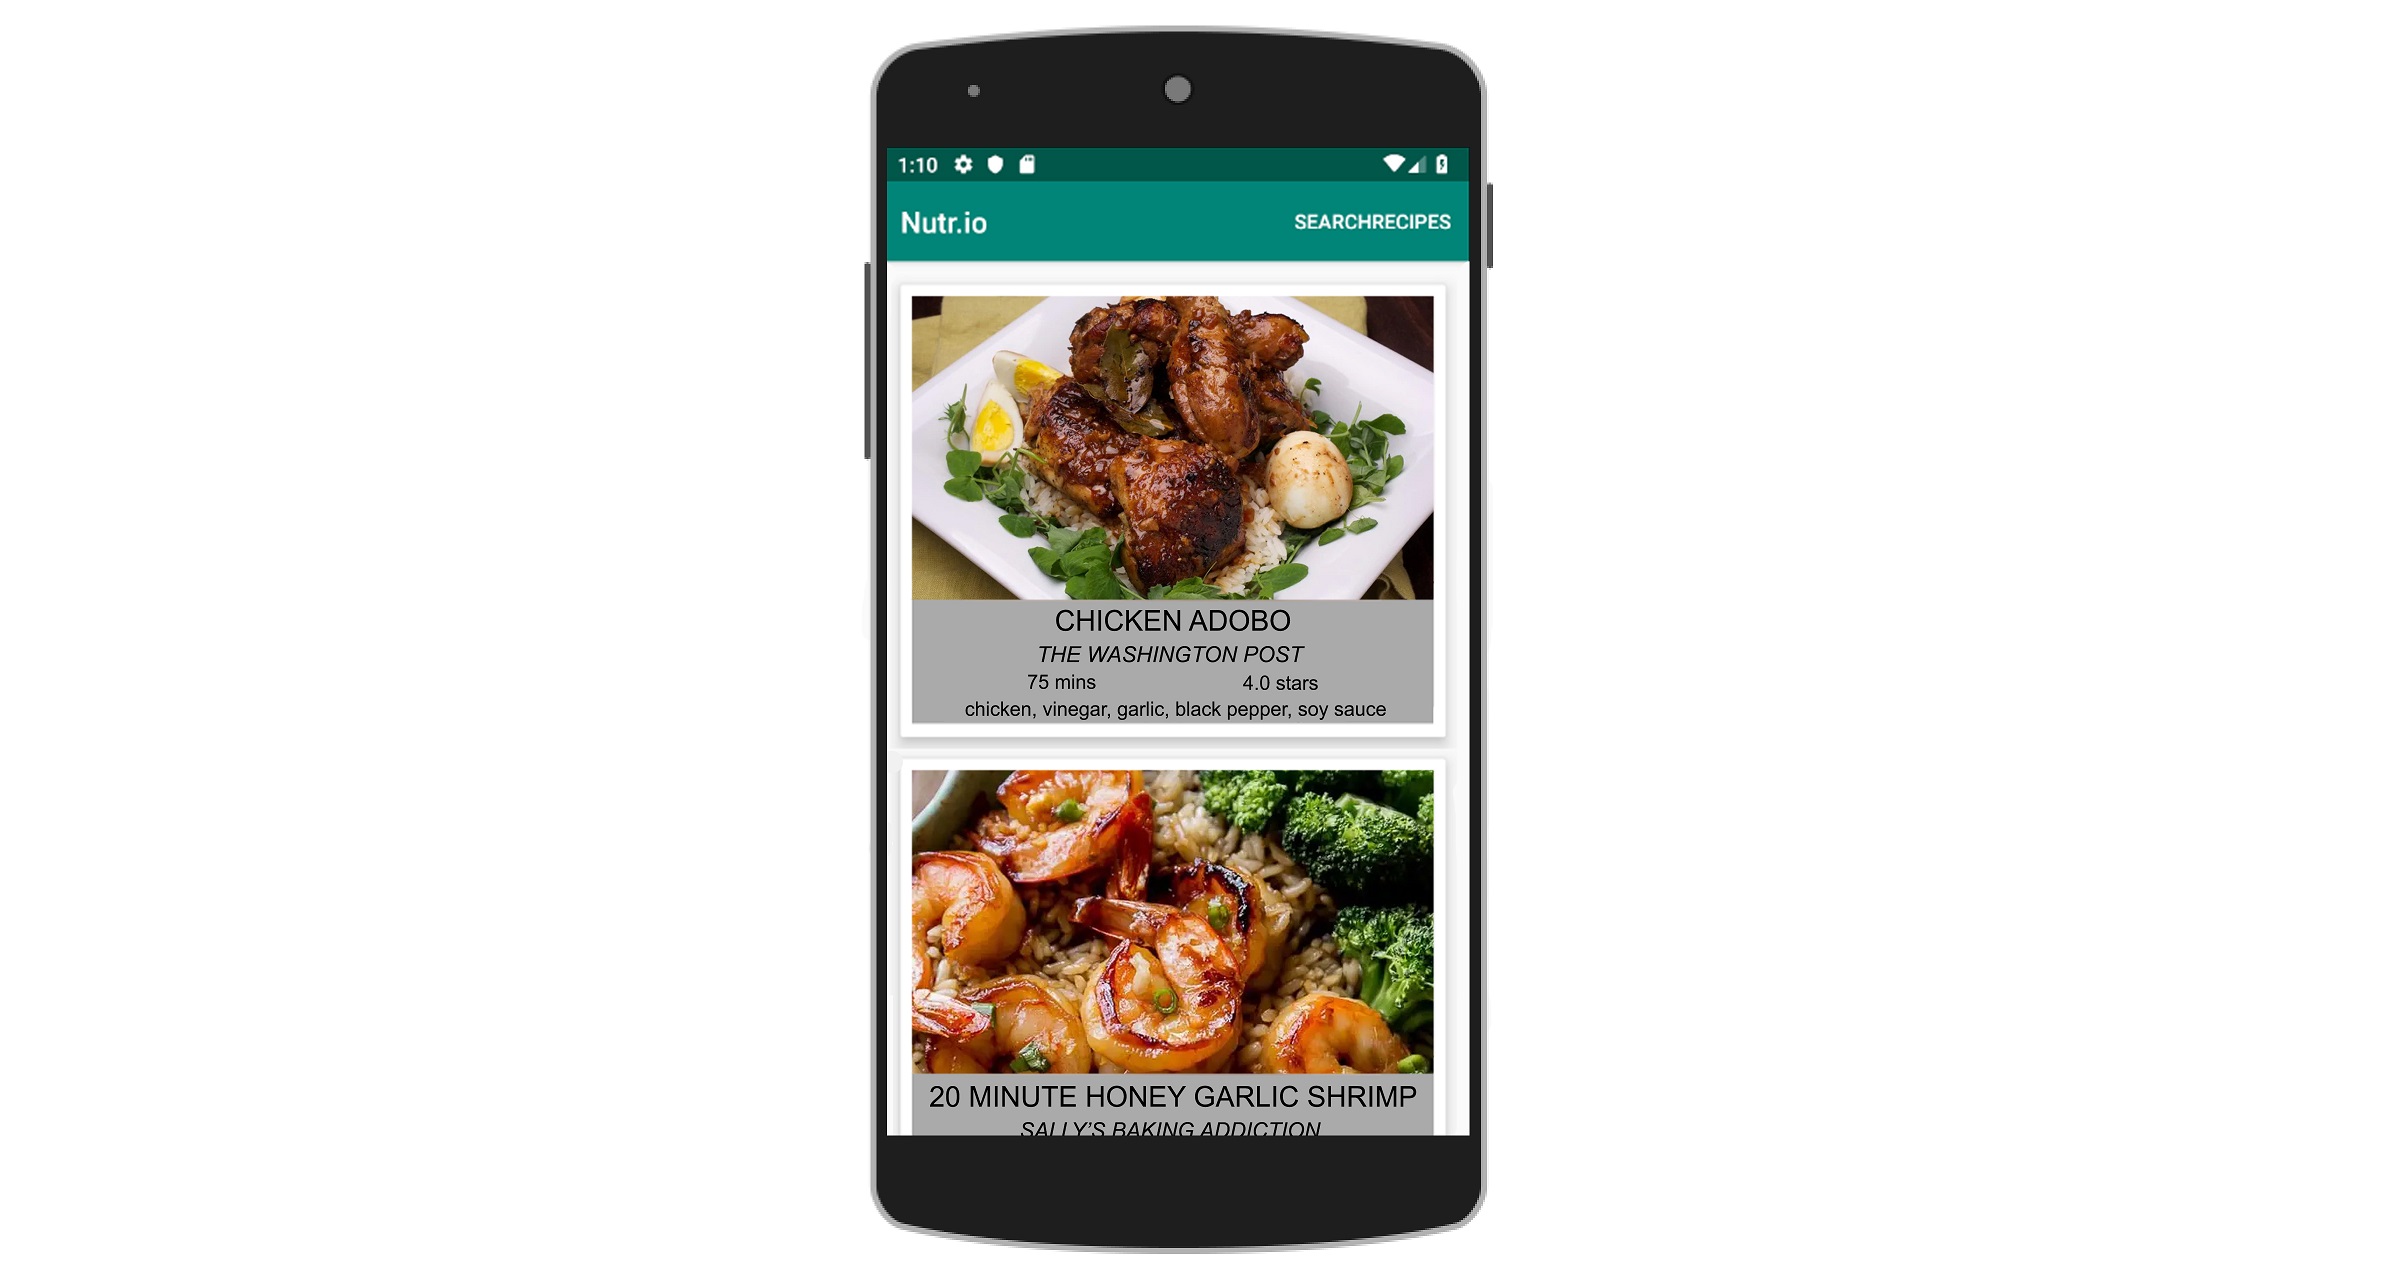 1:10
Nutr.io
SEARCHRECIPES
CHICKEN ADOBO
THE WASHINGTON POST
75 mins 4.0 stars
chicken, vinegar, garlic, black pepper, soy sauce
20 MINUTE HONEY GARLIC SHRIMP
SALLY'S BAKING ADDICTION